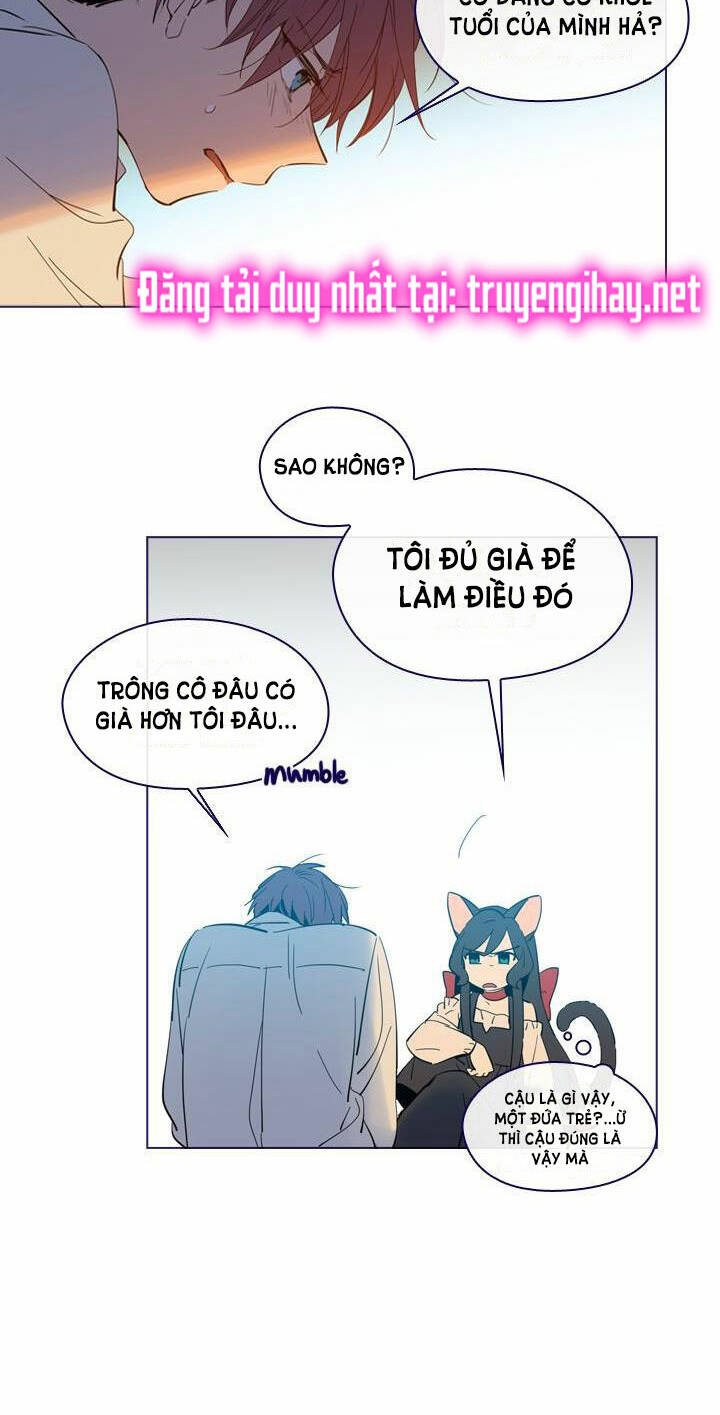 TUỔI CỦA MÌNH HẢ?
Đăng tải duy nhất tại: truyengihay.net
SAO KHÔNG?
TÔI ĐỦ GIÀ ĐỂ
LÀM ĐIỀU ĐÓ
TRÔNG CÔ ĐÂU CÓ
GIÀ HƠN TÔI ĐÂU...
mumble
CẬU LÀ GÌ VẬY,
MỘT ĐỨA TRẺ?...Ừ
THÌ CẬU ĐÚNG LÀ
VẬY MÀ